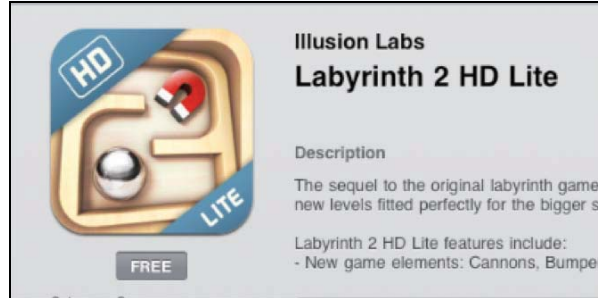 HD
LITE
FREE
Illusion Labs
Labyrinth 2 HD Lite
Description
The sequel to the original labyrinth game
new levels fitted perfectly for the bigger s
Labyrinth 2 HD Lite features include:
- New game elements: Cannons, Bumpe